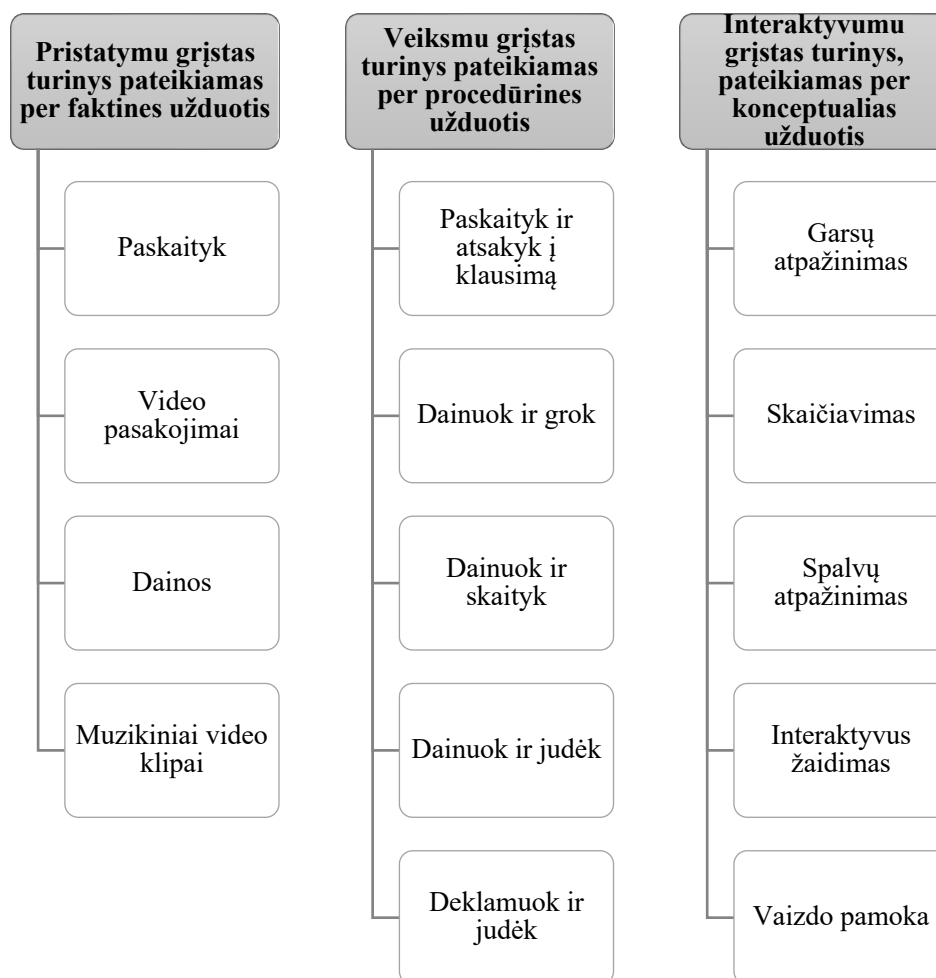 Pristatymu grįstas
turinys pateikiamas
per faktines užduotis
Paskaityk
Video
pasakojimai
Dainos
Muzikiniai video
klipai
Veiksmu grįstas
turinys pateikiamas
per procedūrines
užduotis
Paskaityk ir
atsakyk į
klausimą
Dainuok ir grok
Dainuok ir
skaityk
Dainuok ir judėk
Deklamuok ir
judėk
Interaktyvumu
grįstas turinys,
pateikiamas per
konceptualias
užduotis
Garsų
atpažinimas
Skaičiavimas
Spalvų
atpažinimas
Interaktyvus
žaidimas
Vaizdo pamoka